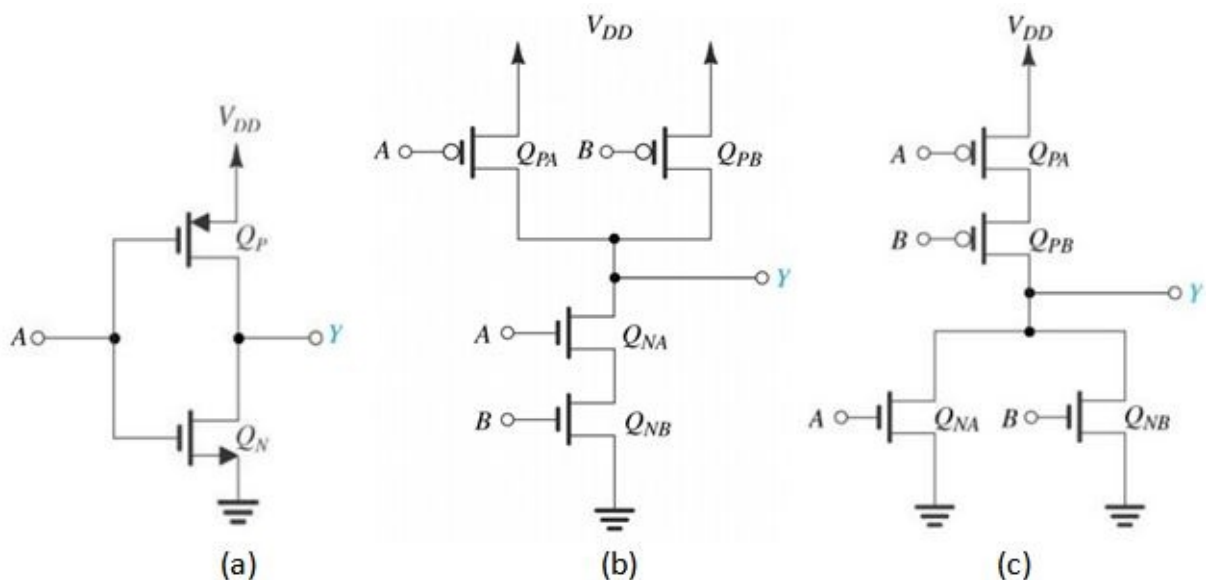 V_DD
Q_P
A
Y
Q_N
(a)
V_DD
A
Q_PA
B
Q_PB
Y
A
Q_NA
B
Q_NB
(b)
V_DD
A
Q_PA
B
Q_PB
Y
A
Q_NA
B
Q_NB
(c)